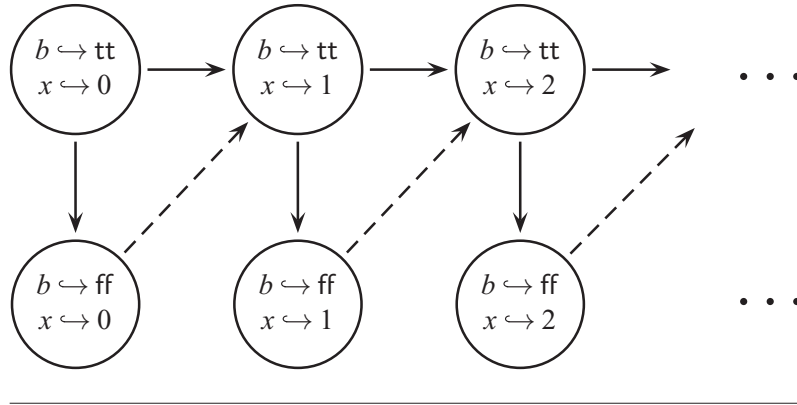 b ↪ tt b ↪ tt b ↪ tt
x ↪ 0 x ↪ 1 x ↪ 2
. . .
b ↪ ff b ↪ ff b ↪ ff
x ↪ 0 x ↪ 1 x ↪ 2
. . .